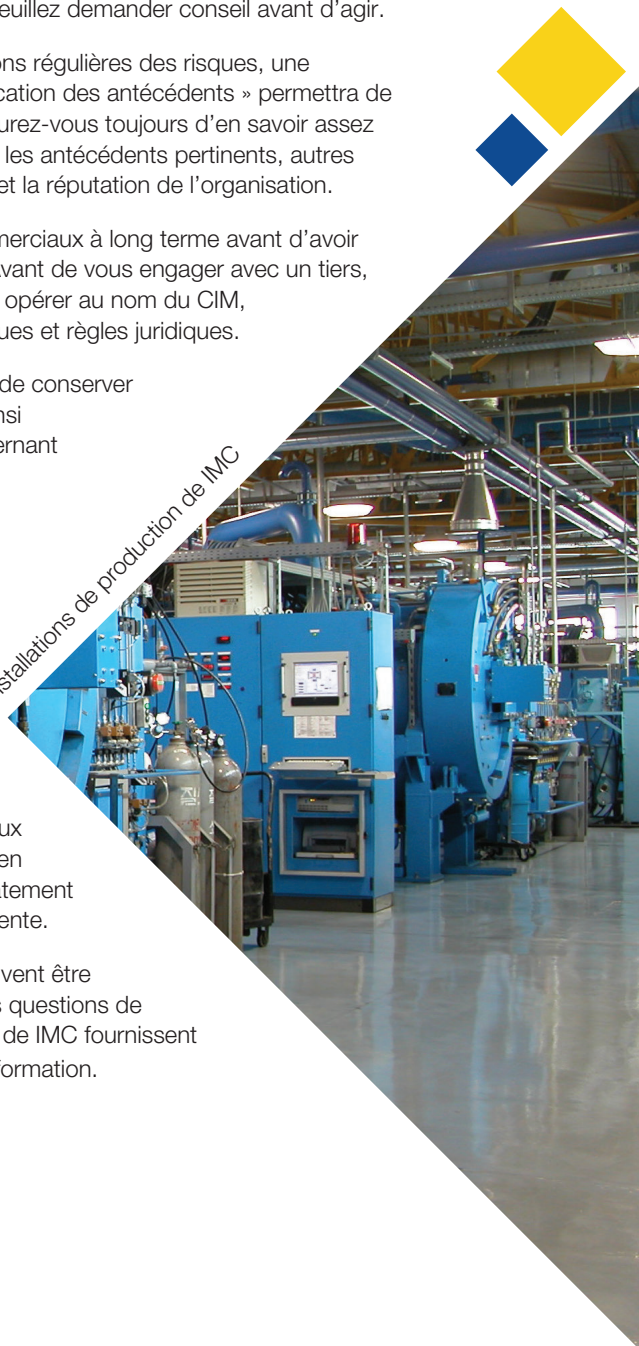 euillez demander conseil avant d’agir.
ons régulières des risques, une
cation des antécédents » permettra de
urez-vous toujours d’en savoir assez
les antécédents pertinents, autres
et la réputation de l’organisation.
merciaux à long terme avant d’avoir
Avant de vous engager avec un tiers,
opérer au nom du CIM,
ues et règles juridiques.
de conserver
nsi
ernant
stallations de production de IMC
ux
en
atement
ente.
vent être
s questions de
de IMC fournissent
formation.